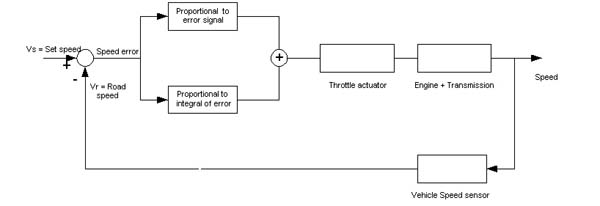 Proportional to
error signal
Vs = Set speed
Speed error
+
-
+
Vr = Road
speed
Proportional to
integral of error
Throttle actuator
Engine + Transmission
Speed
Vehicle Speed sensor